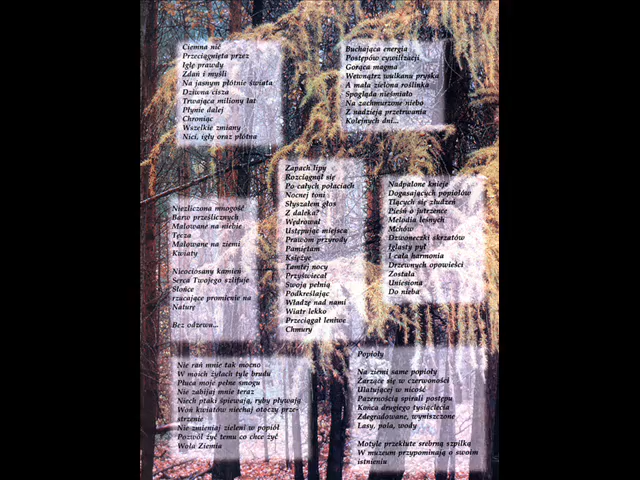 Ciemna nić
Przeciągnięta przez
Igłę prawdy
Zdań i myśli
Na jasnym płótnie świata
Dziwna cisza
Trwająca miliony lat
Płynie dalej
Chroniąc
Wszelkie zmiany
Nici, igły oraz płótna

Buchająca energia
Postępów cywilizacji
Gorąca magma
Wewnątrz wulkanu pryska
A mała zielona roślinka
Spogląda nieśmiało
Na zachmurzone niebo
Z nadzieją przetrwania
Kolejnych dni...

Niezliczona mnogość
Barw prześlicznych
Malowane na niebie
Tęcza
Malowane na ziemi
Kwiaty

Nieociosany kamień
Serca Twojego szlifuje
Słońce
rzucające promienie na
Naturę

Bez odzewu...

Zapach lipy
Rozciągnął się
Po całych połaciach
Nocnej toni
Słyszałem głos
Z daleka?
Wędrował
Ustępując miejsca
Prawom przyrody
Pamiętam
Księżyc
Tamtej nocy
Przyświecał
Swoją pełnią
Podkreślając
Władzę nad nami
Wiatr lekko
Przeciągał leniwe
Chmury

Nadpalone knieje
Dogasających popiołów
Tlących się złudzeń
Pieśń o jutrzence
Melodia leśnych
Mchów
Dzwoneczki skrzatów
Iglasty pył
I cała harmonia
Drzewnych opowieści
Została
Uniesiona
Do nieba

Nie rań mnie tak mocno
W moich żyłach tyle brudu
Płuca moje pełne smogu
Nie zabijaj mnie teraz
Niech ptaki śpiewają, ryby pływają
Woń kwiatów niechaj otoczy prze-
strzenie
Nie zmieniaj zieleni w popiół
Pozwól żyć temu co chce żyć
Woła Ziemia

Popioły

Na ziemi same popioły
Żarzące się w czerwoności
Ulatującej w nicość
Pazernością spirali postępu
Końca drugiego tysiąclecia
Zdegradowane, wyniszczone
Lasy, pola, wody

Motyle przekłute srebrną szpilką
W muzeum przypominają o swoim
istnieniu